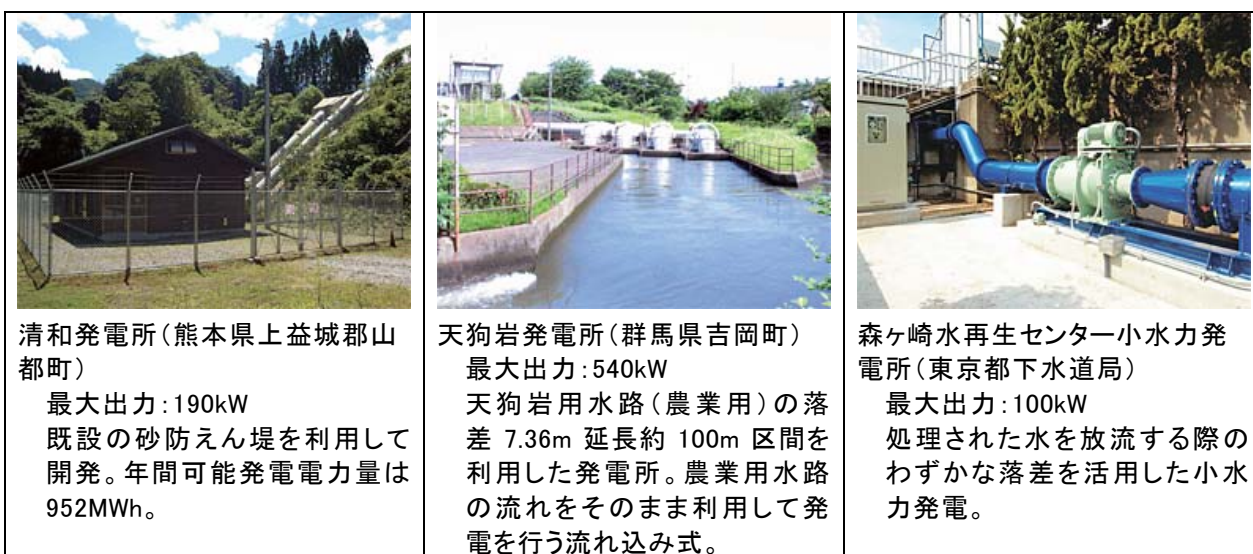 清和発電所(熊本県上益城郡山
都町)
最大出力:190kW
既設の砂防えん堤を利用して
開発。年間可能発電電力量は
952MWh。
天狗岩発電所(群馬県吉岡町)
最大出力:540kW
天狗岩用水路(農業用)の落
差 7.36m 延長約 100m 区間を
利用した発電所。農業用水路
の流れをそのまま利用して発
電を行う流れ込み式。
森ヶ崎水再生センター小水力発
電所(東京都下水道局)
最大出力:100kW
処理された水を放流する際の
わずかな落差を活用した小水
力発電。